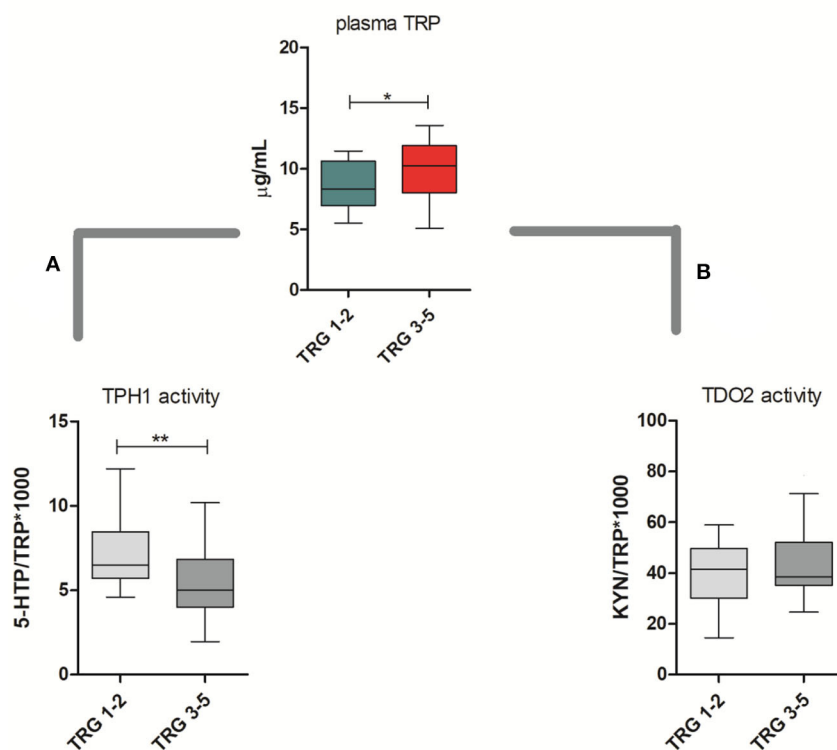 plasma TRP
20
15
10
5
0
µg/mL
*
TRG 1-2
TRG 3-5
A
B
TPH1 activity
15
10
5
0
5-HTP/TRP*1000
**
TRG 1-2
TRG 3-5
TDO2 activity
100
80
60
40
20
0
KYN/TRP*1000
TRG 1-2
TRG 3-5